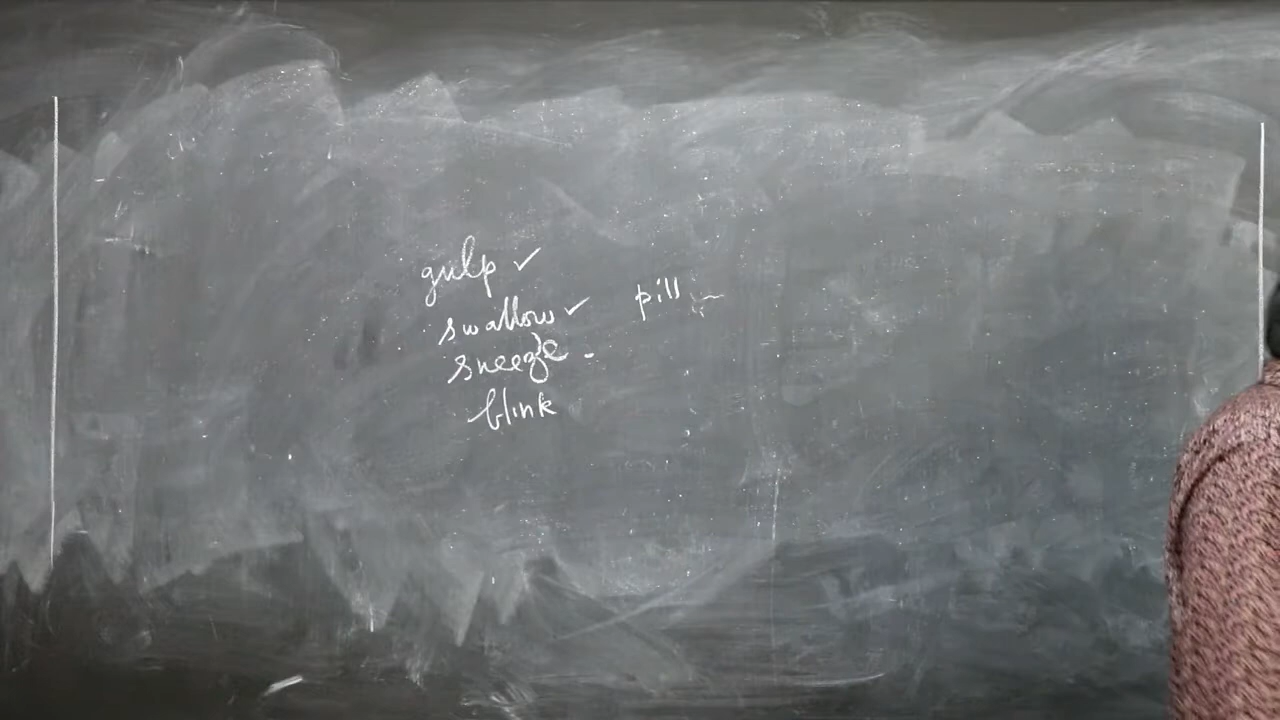 gulp ✓
swallow ✓ pill
sneeze .
blink